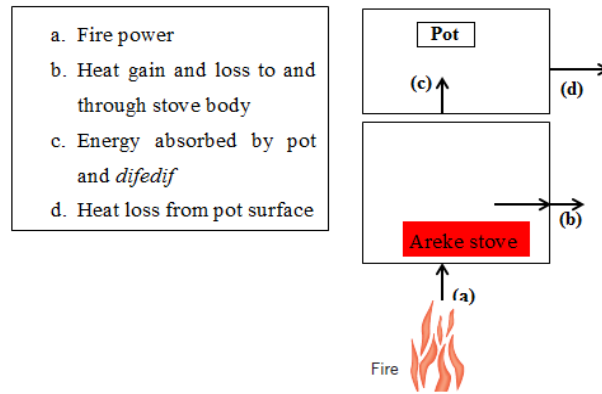 a. Fire power
b. Heat gain and loss to and
through stove body
c. Energy absorbed by pot
and difedif
d. Heat loss from pot surface
Pot
(c)
(d)
Areke stove
(b)
(a)
Fire